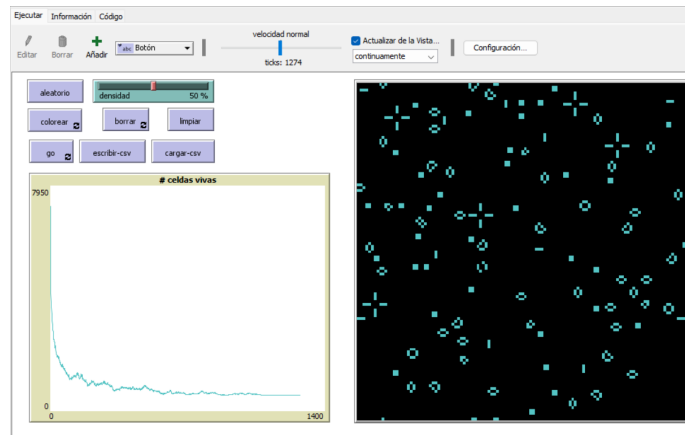 Ejecutar Información Código
Editar Borrar Añadir abc Botón
velocidad normal
ticks: 1274
Actualizar de la Vista...
continuamente
Configuración...
aleatorio
densidad 50 %
colorear borrar limpiar
go escribir-csv cargar-csv
# celdas vivas
7950
0
0 1400